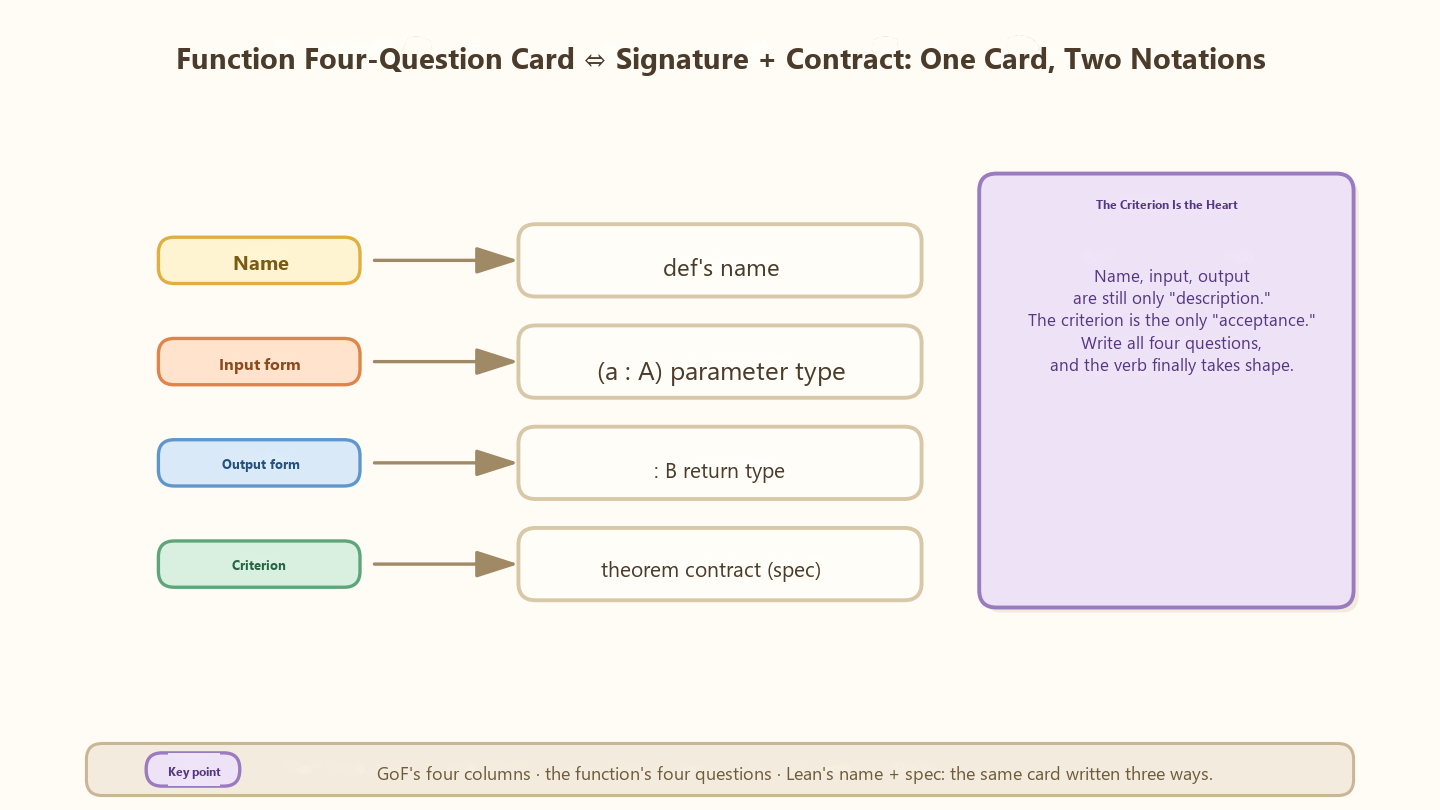 Function Four-Question Card ⇔ Signature + Contract: One Card, Two Notations
Name
def's name
Input form
(a : A) parameter type
Output form
: B return type
Criterion
theorem contract (spec)
The Criterion Is the Heart
Name, input, output
are still only "description."
The criterion is the only "acceptance."
Write all four questions,
and the verb finally takes shape.
Key point
GoF's four columns · the function's four questions · Lean's name + spec: the same card written three ways.